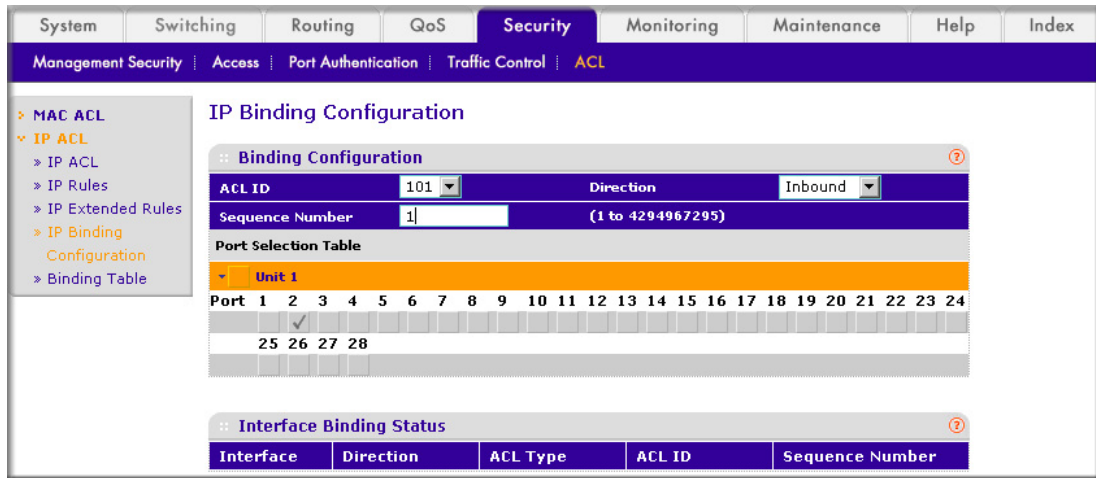 System Switching Routing QoS Security Monitoring Maintenance Help Index
Management Security | Access | Port Authentication | Traffic Control | ACL
MAC ACL
IP ACL
» IP ACL
» IP Rules
» IP Extended Rules
» IP Binding
Configuration
» Binding Table
IP Binding Configuration
Binding Configuration ?
ACL ID 101 Direction Inbound
Sequence Number 1 (1 to 4294967295)
Port Selection Table
Unit 1
Port 1 2 3 4 5 6 7 8 9 10 11 12 13 14 15 16 17 18 19 20 21 22 23 24
25 26 27 28
Interface Binding Status ?
Interface Direction ACL Type ACL ID Sequence Number